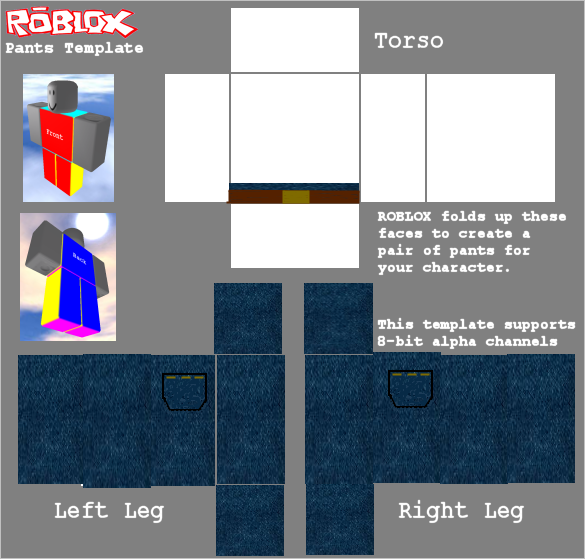 ROBLOX
Pants Template
Torso
Front
Back
ROBLOX folds up these
faces to create a
pair of pants for
your character.
This template supports
8-bit alpha channels
Left Leg
Right Leg